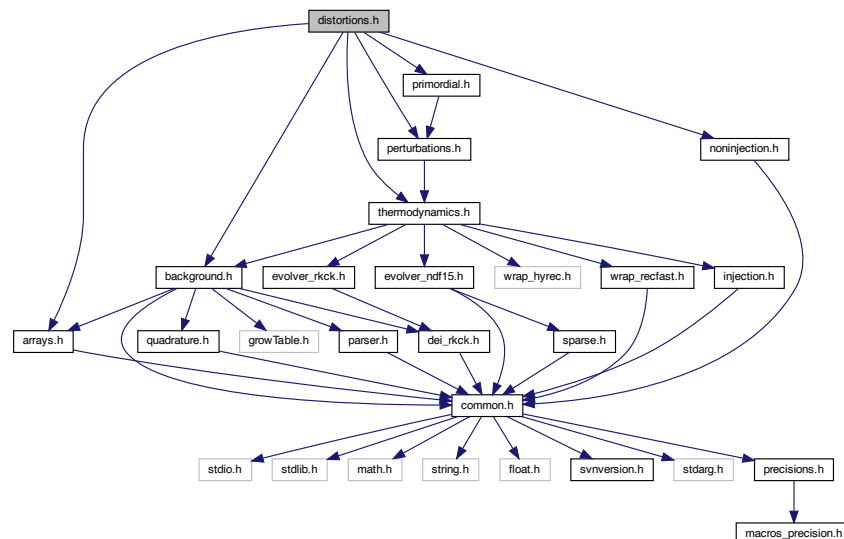 distortions.h
primordial.h
perturbations.h
noninjection.h
thermodynamics.h
background.h
evolver_rkck.h
evolver_ndf15.h
wrap_hyrec.h
wrap_recfast.h
injection.h
arrays.h
quadrature.h
growTable.h
parser.h
dei_rkck.h
sparse.h
common.h
stdio.h
stdlib.h
math.h
string.h
float.h
svnversion.h
stdarg.h
precisions.h
macros_precision.h